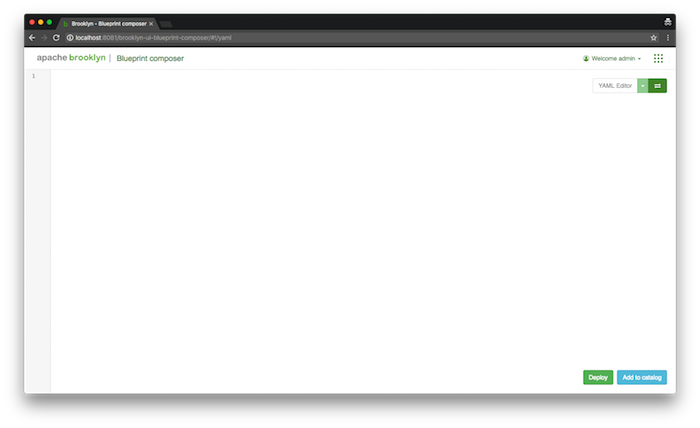 Brooklyn - Blueprint composer
localhost:8081/brooklyn-ui-blueprint-composer/#!/yaml
apache brooklyn | Blueprint composer
Welcome admin
1
YAML Editor
Deploy
Add to catalog